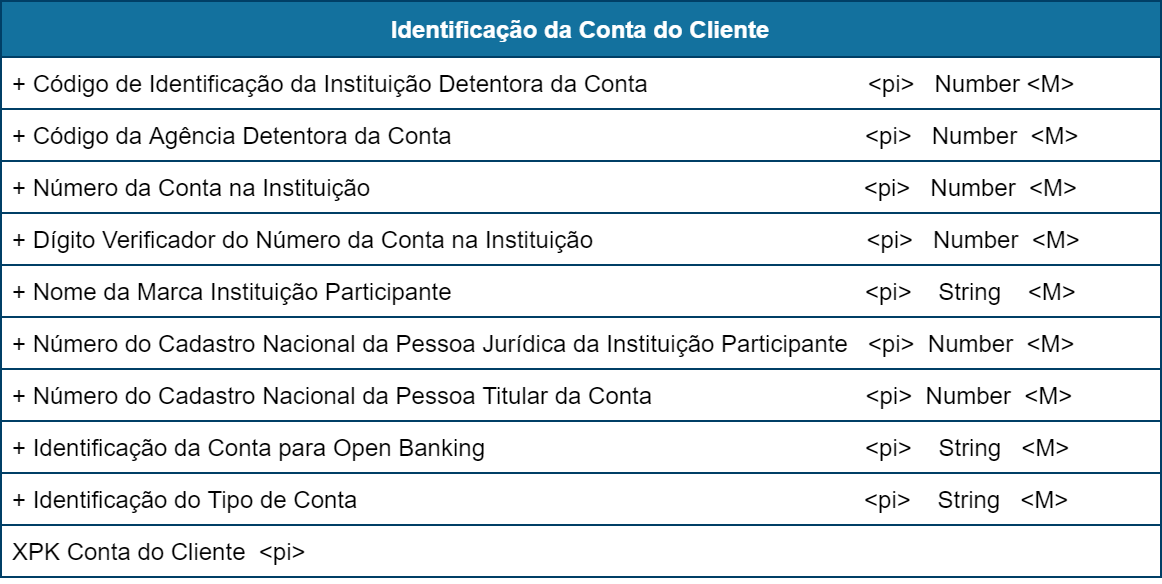 Identificação da Conta do Cliente
+ Código de Identificação da Instituição Detentora da Conta <pi> Number <M>
+ Código da Agência Detentora da Conta <pi> Number <M>
+ Número da Conta na Instituição <pi> Number <M>
+ Dígito Verificador do Número da Conta na Instituição <pi> Number <M>
+ Nome da Marca Instituição Participante <pi> String <M>
+ Número do Cadastro Nacional da Pessoa Jurídica da Instituição Participante <pi> Number <M>
+ Número do Cadastro Nacional da Pessoa Titular da Conta <pi> Number <M>
+ Identificação da Conta para Open Banking <pi> String <M>
+ Identificação do Tipo de Conta <pi> String <M>
XPK Conta do Cliente <pi>